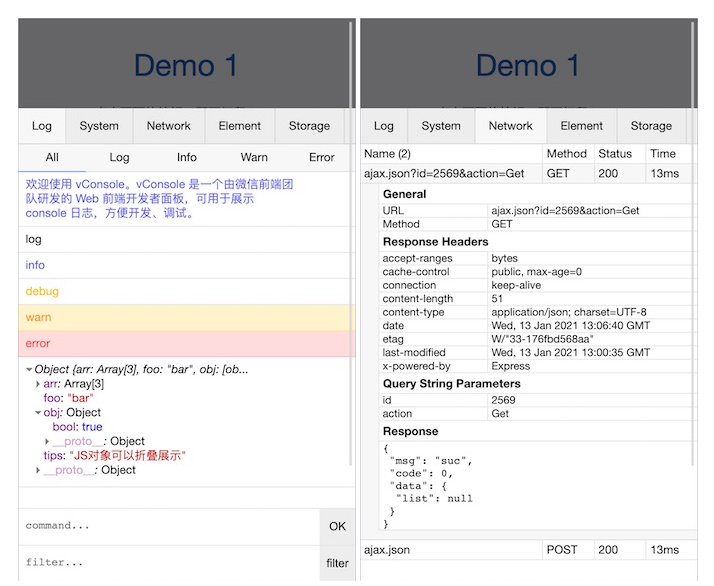 Demo 1
Log System Network Element Storage
All Log Info Warn Error
欢迎使用 vConsole。vConsole 是一个由微信前端团
队研发的 Web 前端开发者面板，可用于展示
console 日志，方便开发、调试。
log
info
debug
warn
error
Object {arr: Array[3], foo: "bar", obj: [ob...
arr: Array[3]
foo: "bar"
obj: Object
bool: true
__proto__: Object
tips: "JS对象可以折叠展示"
__proto__: Object
command... OK
filter... filter
Demo 1
Log System Network Element Storage
Name (2) Method Status Time
ajax.json?id=2569&action=Get GET 200 13ms
General
URL ajax.json?id=2569&action=Get
Method GET
Response Headers
accept-ranges bytes
cache-control public, max-age=0
connection keep-alive
content-length 51
content-type application/json; charset=UTF-8
date Wed, 13 Jan 2021 13:06:40 GMT
etag W/"33-176fbd568aa"
last-modified Wed, 13 Jan 2021 13:00:35 GMT
x-powered-by Express
Query String Parameters
id 2569
action Get
Response
{
"msg": "suc",
"code": 0,
"data": {
"list": null
}
}
ajax.json POST 200 13ms